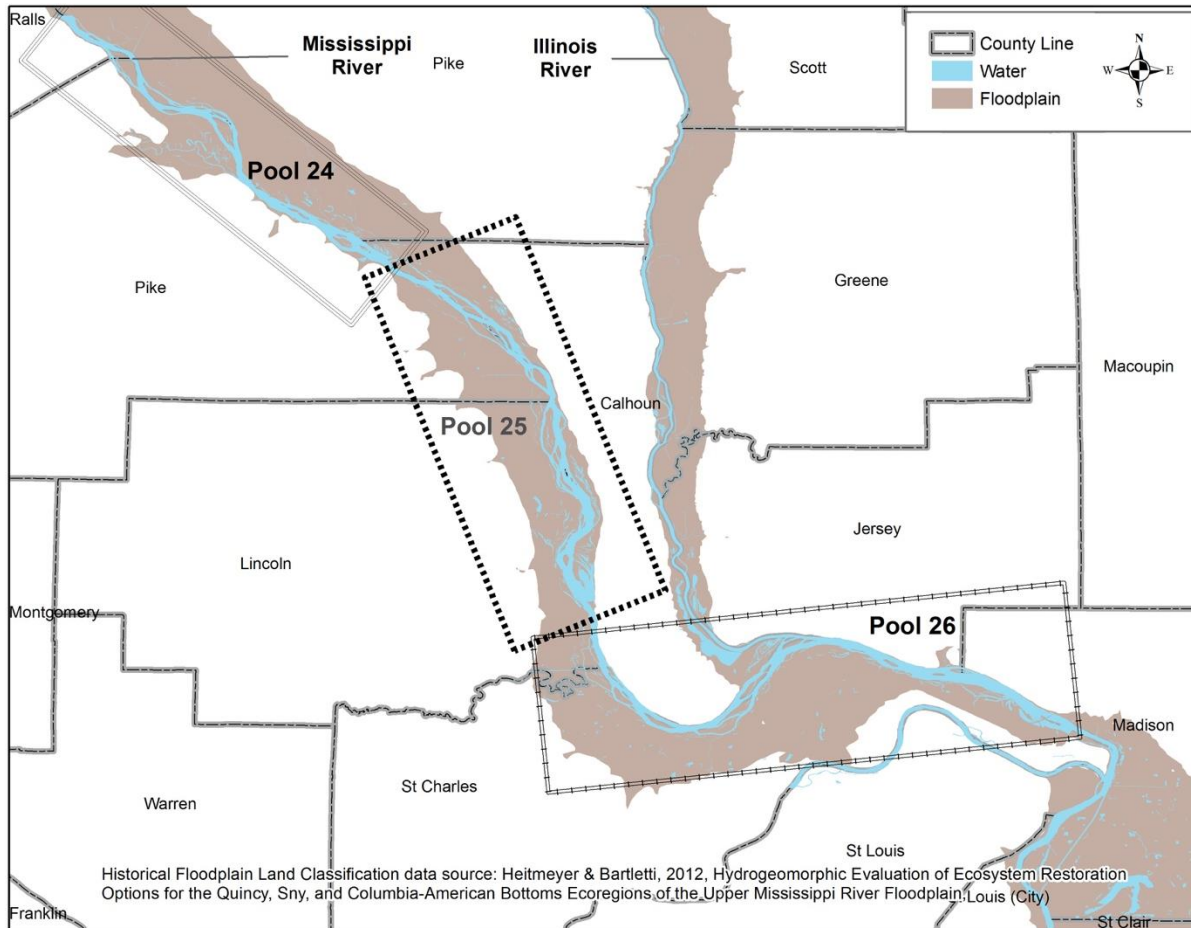 Ralls
Mississippi
River
Pike
Illinois
River
Scott
County Line
Water
Floodplain
N
W
E
S
Pool 24
Pike
Greene
Macoupin
Calhoun
Pool 25
Jersey
Lincoln
Montgomery
Pool 26
Madison
St Charles
Warren
St Louis
Historical Floodplain Land Classification data source: Heitmeyer & Bartletti, 2012, Hydrogeomorphic Evaluation of Ecosystem Restoration
Options for the Quincy, Sny, and Columbia-American Bottoms Ecoregions of the Upper Mississippi River Floodplain,
Louis (City)
Franklin
St Clair